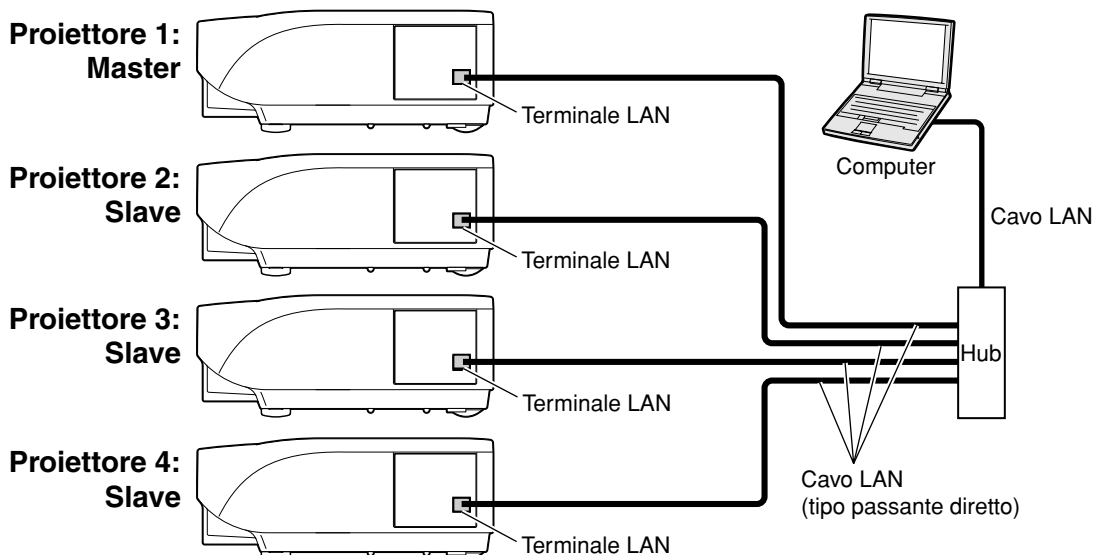 Proiettore 1:
Master
Terminale LAN
Computer
Proiettore 2:
Slave
Cavo LAN
Terminale LAN
Proiettore 3:
Slave
Hub
Terminale LAN
Proiettore 4:
Slave
Cavo LAN
(tipo passante diretto)
Terminale LAN